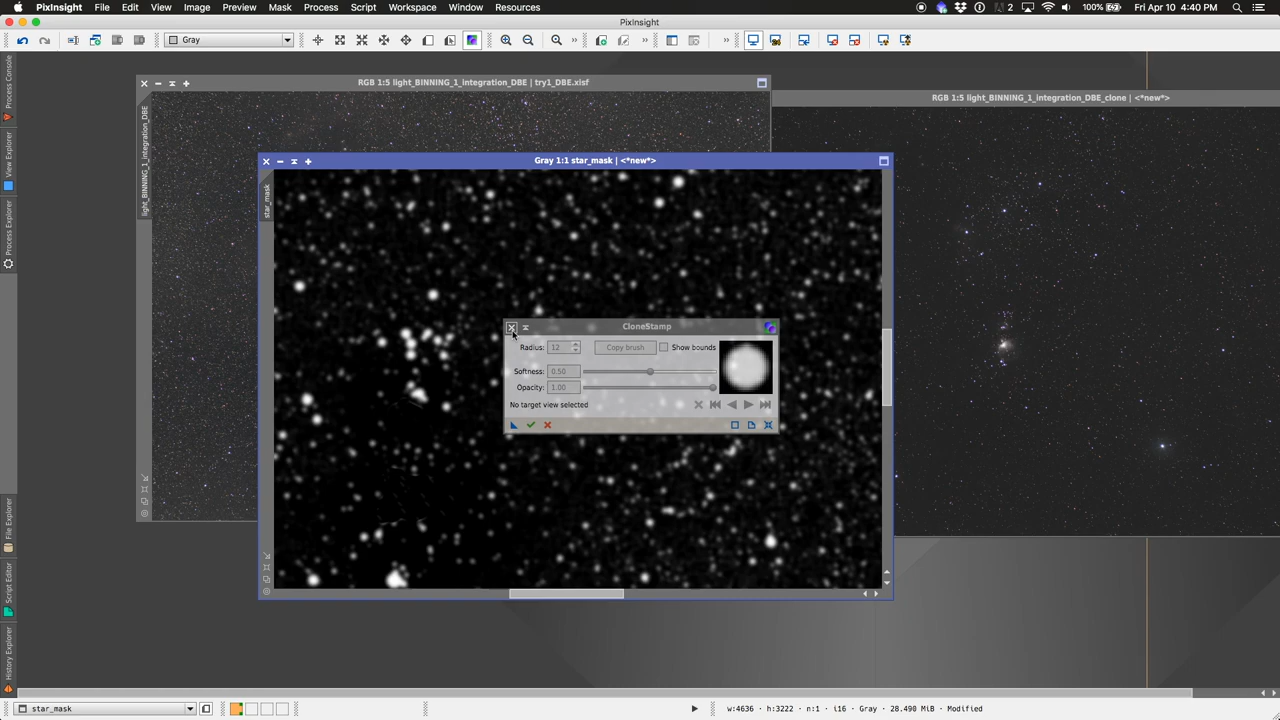 PixInsight File Edit View Image Preview Mask Process Script Workspace Window Resources 2 100% Fri Apr 10 4:40 PM
PixInsight
Gray
Process Console
View Explorer
Process Explorer
File Explorer
Script Editor
History Explorer
RGB 1:5 light_BINNING_1_integration_DBE | try1_DBE.xisf
light_BINNING_1_integration_DBE
RGB 1:5 light_BINNING_1_integration_DBE_clone | <*new*>
Gray 1:1 star_mask | <*new*>
star_mask
CloneStamp
Radius: 12 Copy brush Show bounds
Softness: 0.50
Opacity: 1.00
No target view selected
star_mask
w:4636 · h:3222 · n:1 · i16 · Gray · 28.490 MiB · Modified